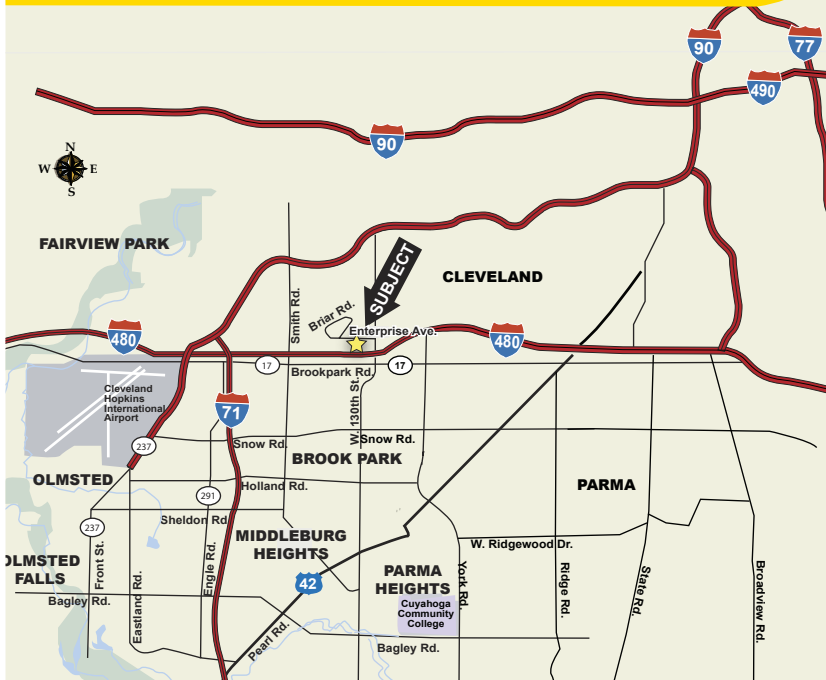 90
77
490
90
N
W
E
S
FAIRVIEW PARK
SUBJECT
CLEVELAND
Smith Rd.
Briar Rd.
Enterprise Ave.
480
480
17
17
Brookpark Rd.
Cleveland
Hopkins
International
Airport
71
W. 130th St.
237
Snow Rd.
Snow Rd.
BROOK PARK
OLMSTED
Holland Rd.
PARMA
291
Sheldon Rd.
237
MIDDLEBURG
HEIGHTS
W. Ridgewood Dr.
OLMSTED
FALLS
Front St.
Eastland Rd.
Engle Rd.
42
PARMA
HEIGHTS
York Rd.
Ridge Rd.
State Rd.
Broadview Rd.
Bagley Rd.
Cuyahoga
Community
College
Pearl Rd.
Bagley Rd.